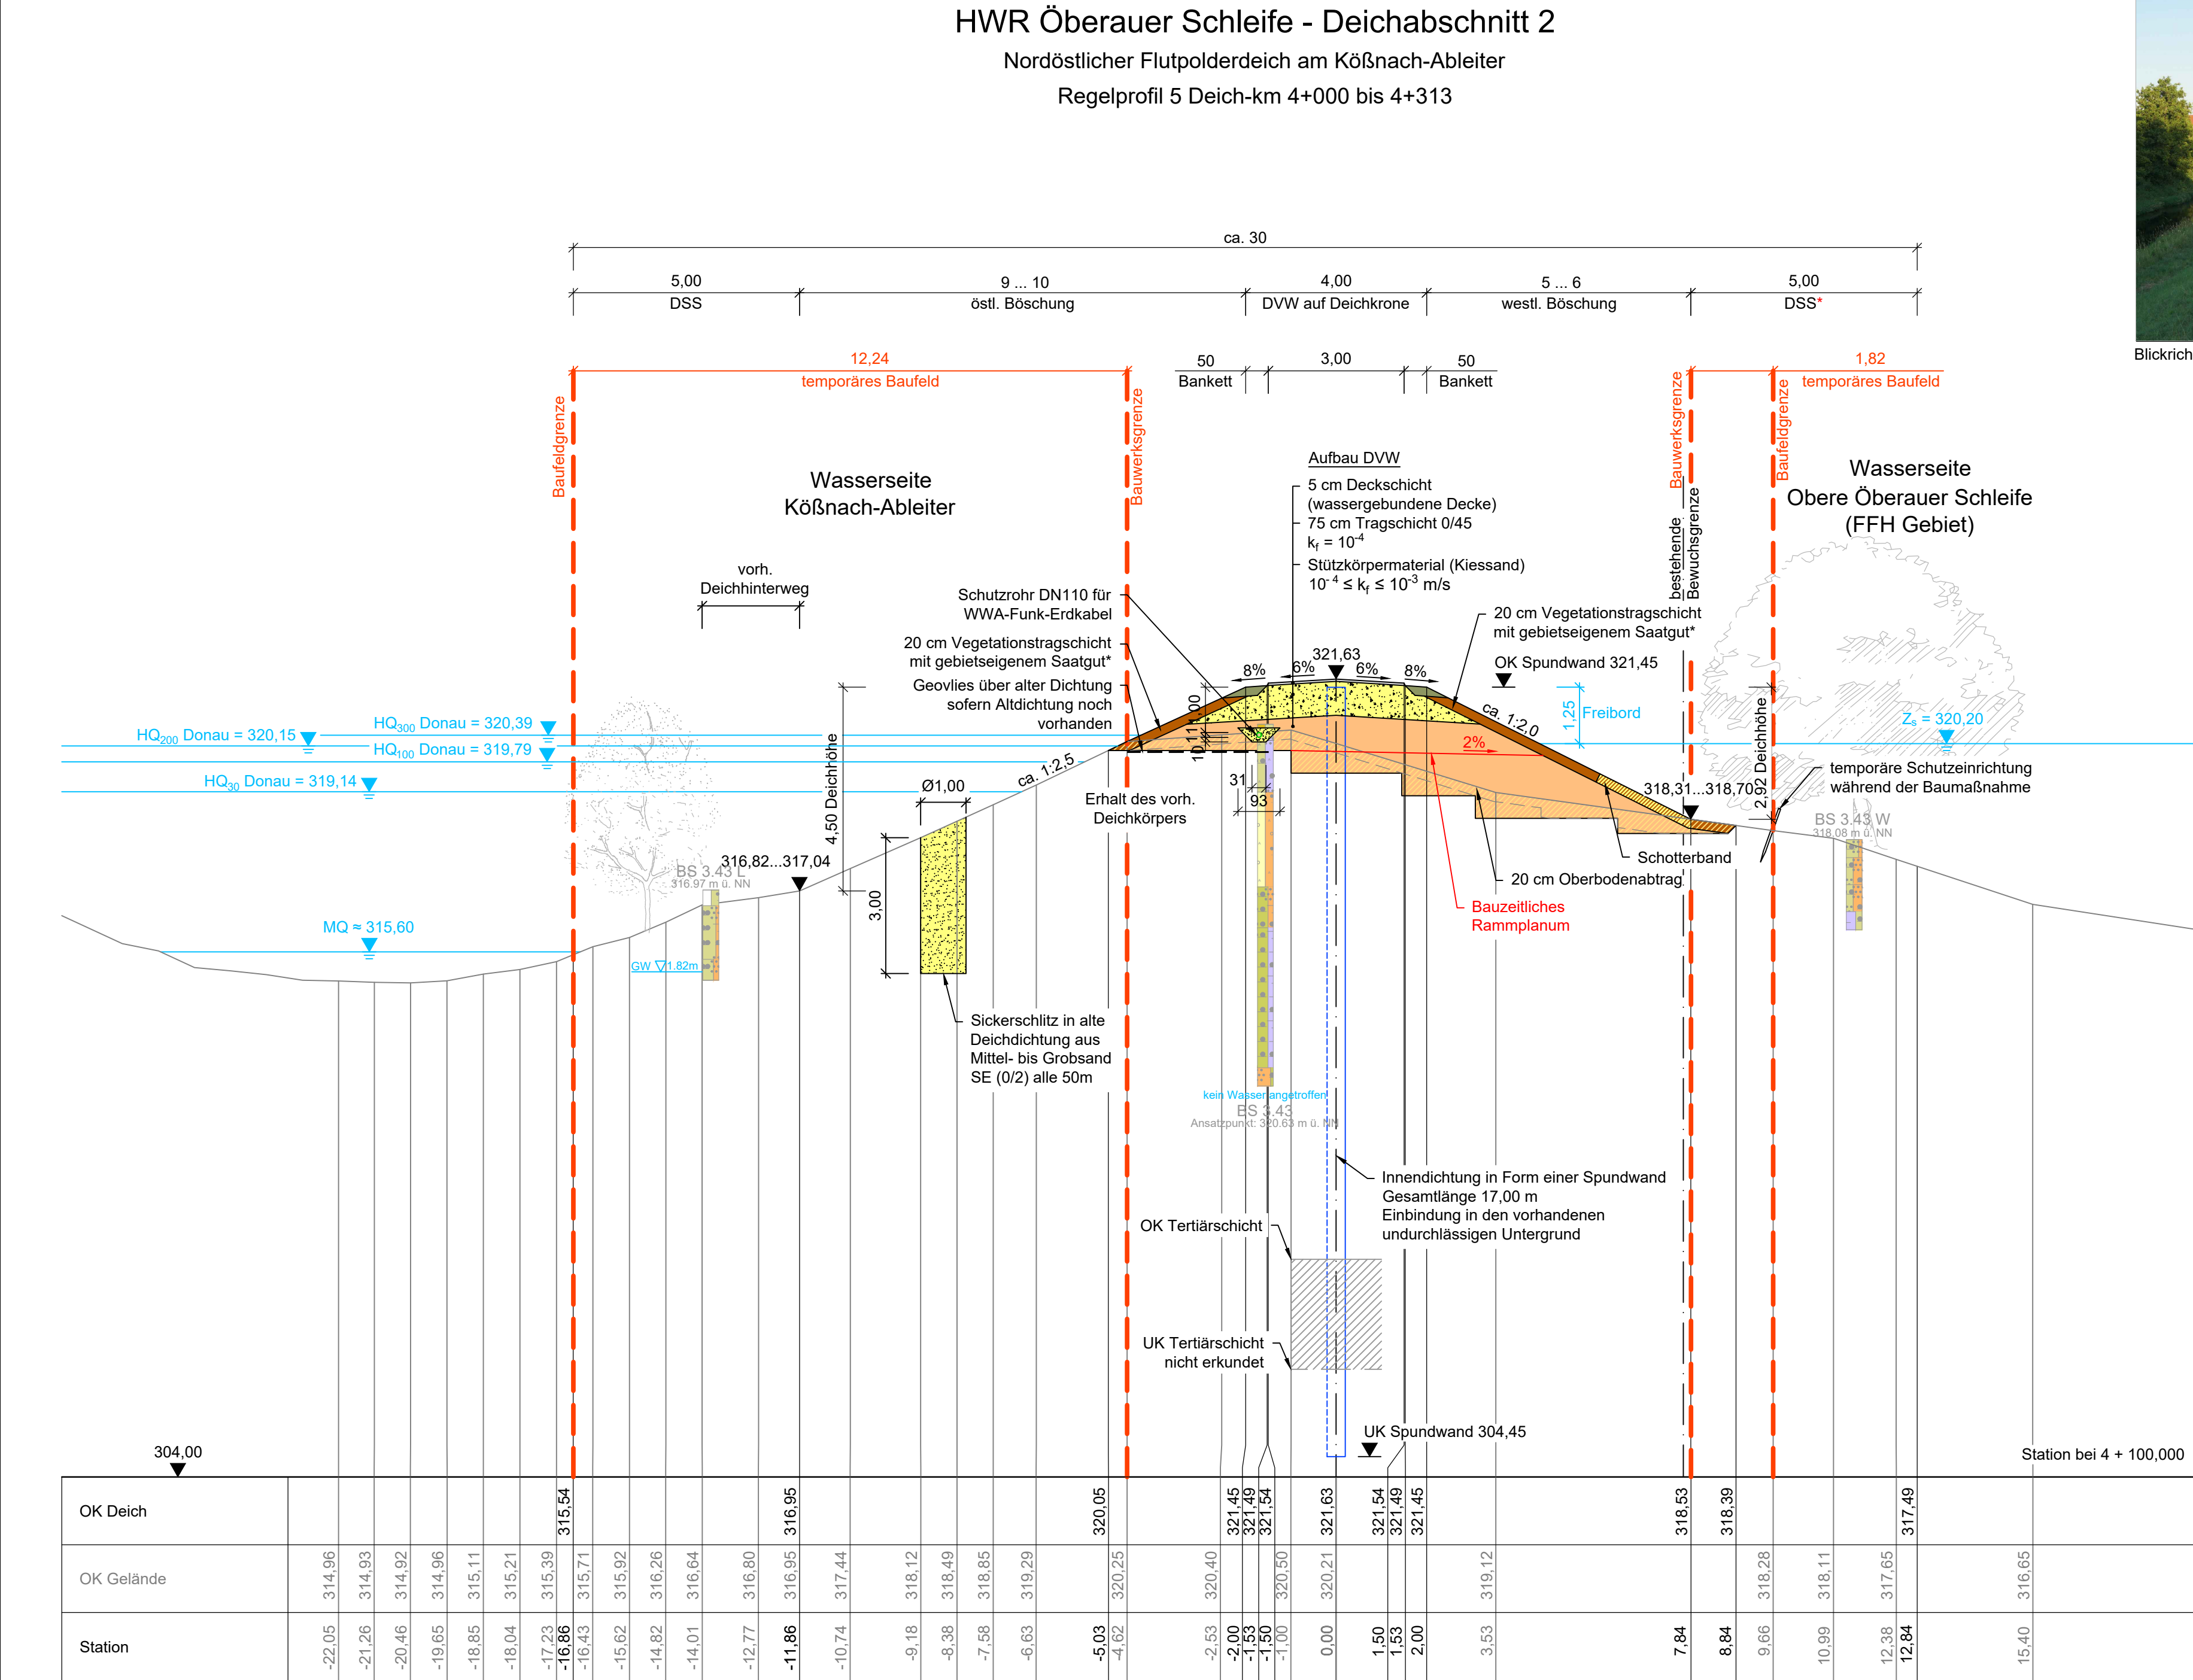 HWR Öberauer Schleife - Deichabschnitt 2
Nordöstlicher Flutpolderdeich am Kößnach-Ableiter
Regelprofil 5 Deich-km 4+000 bis 4+313
Blickrich
ca. 30
5,00
9 ... 10
4,00
5 ... 6
5,00
DSS
östl. Böschung
DVW auf Deichkrone
westl. Böschung
DSS*
12,24
temporäres Baufeld
50
Bankett
3,00
50
Bankett
1,82
temporäres Baufeld
Baufeldgrenze
Bauwerksgrenze
Bauwerksgrenze
Baufeldgrenze
bestehende
Bewuchsgrenze
Wasserseite
Kößnach-Ableiter
Wasserseite
Obere Öberauer Schleife
(FFH Gebiet)
Aufbau DVW
5 cm Deckschicht
(wassergebundene Decke)
75 cm Tragschicht 0/45
kf = 10-4
Stützkörpermaterial (Kiessand)
10-4 ≤ kf ≤ 10-3 m/s
vorh.
Deichhinterweg
Schutzrohr DN110 für
WWA-Funk-Erdkabel
20 cm Vegetationstragschicht
mit gebietseigenem Saatgut*
Geovlies über alter Dichtung
sofern Altdichtung noch
vorhanden
20 cm Vegetationstragschicht
mit gebietseigenem Saatgut*
OK Spundwand 321,45
321,63
8%
6%
6%
8%
ca. 1:2,0
1,25
Freibord
Zs = 320,20
HQ300 Donau = 320,39
HQ200 Donau = 320,15
HQ100 Donau = 319,79
HQ30 Donau = 319,14
4,50 Deichhöhe
2,92 Deichhöhe
ca. 1:2,5
Ø1,00
3,00
1,00
11
10
31
93
2%
Erhalt des vorh.
Deichkörpers
318,31...318,70
temporäre Schutzeinrichtung
während der Baumaßnahme
BS 3.43 W
318.08 m ü. NN
Schotterband
20 cm Oberbodenabtrag
Bauzeitliches
Rammplanum
316,82...317,04
BS 3.43 L
316.97 m ü. NN
MQ ≈ 315,60
GW 1.82m
Sickerschlitz in alte
Deichdichtung aus
Mittel- bis Grobsand
SE (0/2) alle 50m
kein Wasser angetroffen
BS 3.43
Ansatzpunkt: 320.63 m ü. NN
Innendichtung in Form einer Spundwand
Gesamtlänge 17,00 m
Einbindung in den vorhandenen
undurchlässigen Untergrund
OK Tertiärschicht
UK Tertiärschicht
nicht erkundet
UK Spundwand 304,45
304,00
Station bei 4 + 100,000
OK Deich
315,54
316,95
320,05
321,45
321,49
321,54
321,63
321,54
321,49
321,45
318,53
318,39
317,49
OK Gelände
314,96
314,93
314,92
314,96
315,11
315,21
315,39
315,71
315,92
316,26
316,64
316,80
316,95
317,44
318,12
318,49
318,85
319,29
320,25
320,40
320,50
320,21
319,12
318,28
318,11
317,65
316,65
Station
-22,05
-21,26
-20,46
-19,65
-18,85
-18,04
-17,23
-16,86
-16,43
-15,62
-14,82
-14,01
-12,77
-11,86
-10,74
-9,18
-8,38
-7,58
-6,63
-5,03
-4,62
-2,53
-2,00
-1,53
-1,50
-1,00
0,00
1,50
1,53
2,00
3,53
7,84
8,84
9,66
10,99
12,38
12,84
15,40